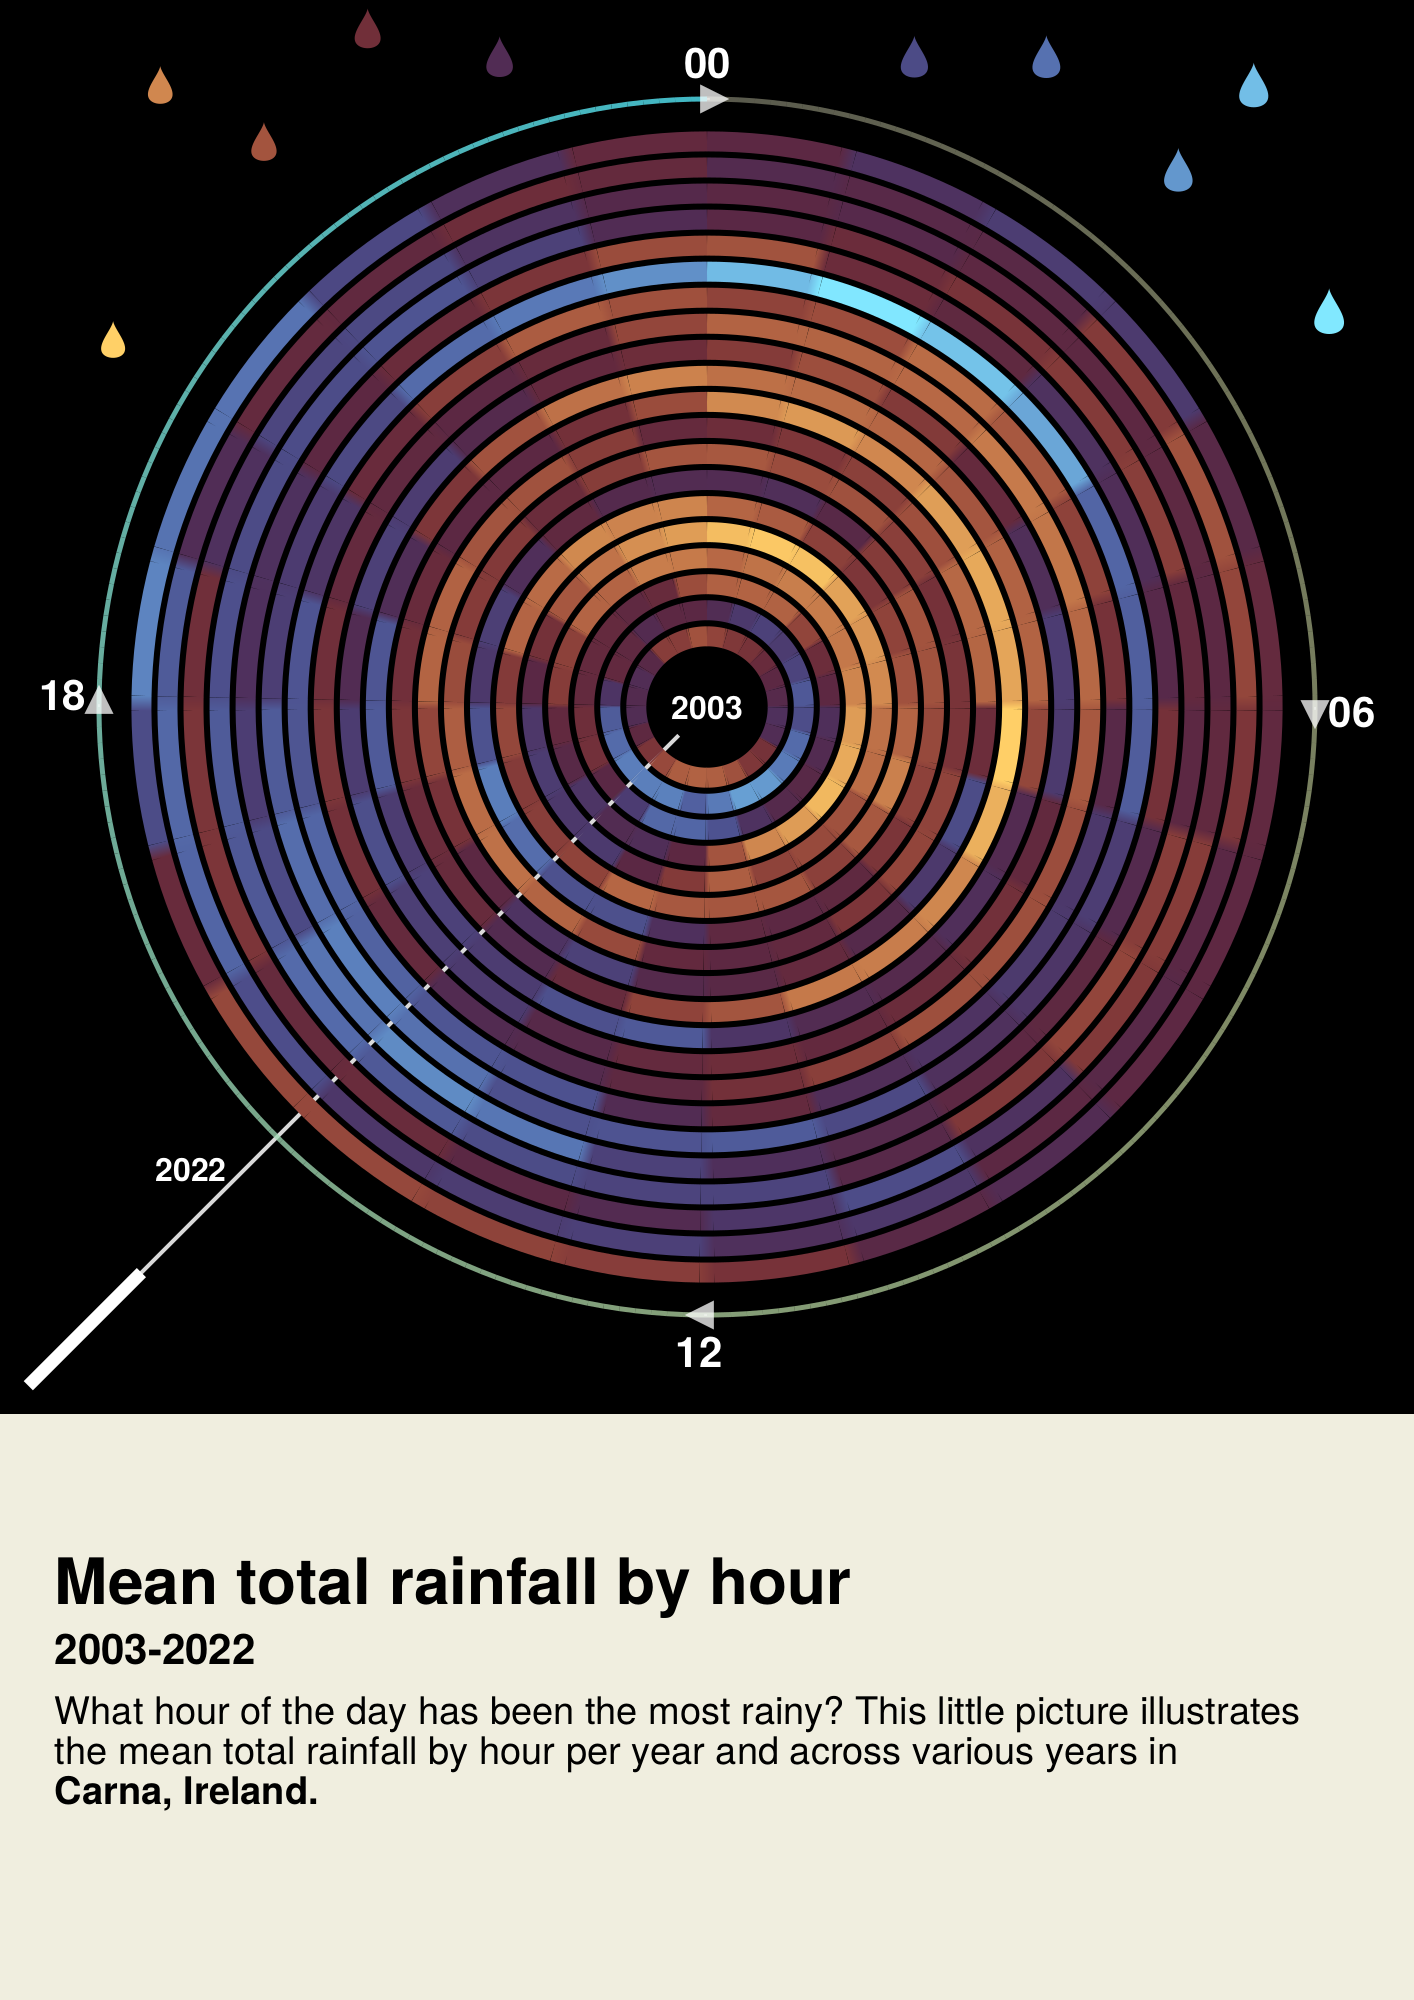 00
18
2003
06
2022
12
Mean total rainfall by hour
2003-2022
What hour of the day has been the most rainy? This little picture illustrates
the mean total rainfall by hour per year and across various years in
Carna, Ireland.